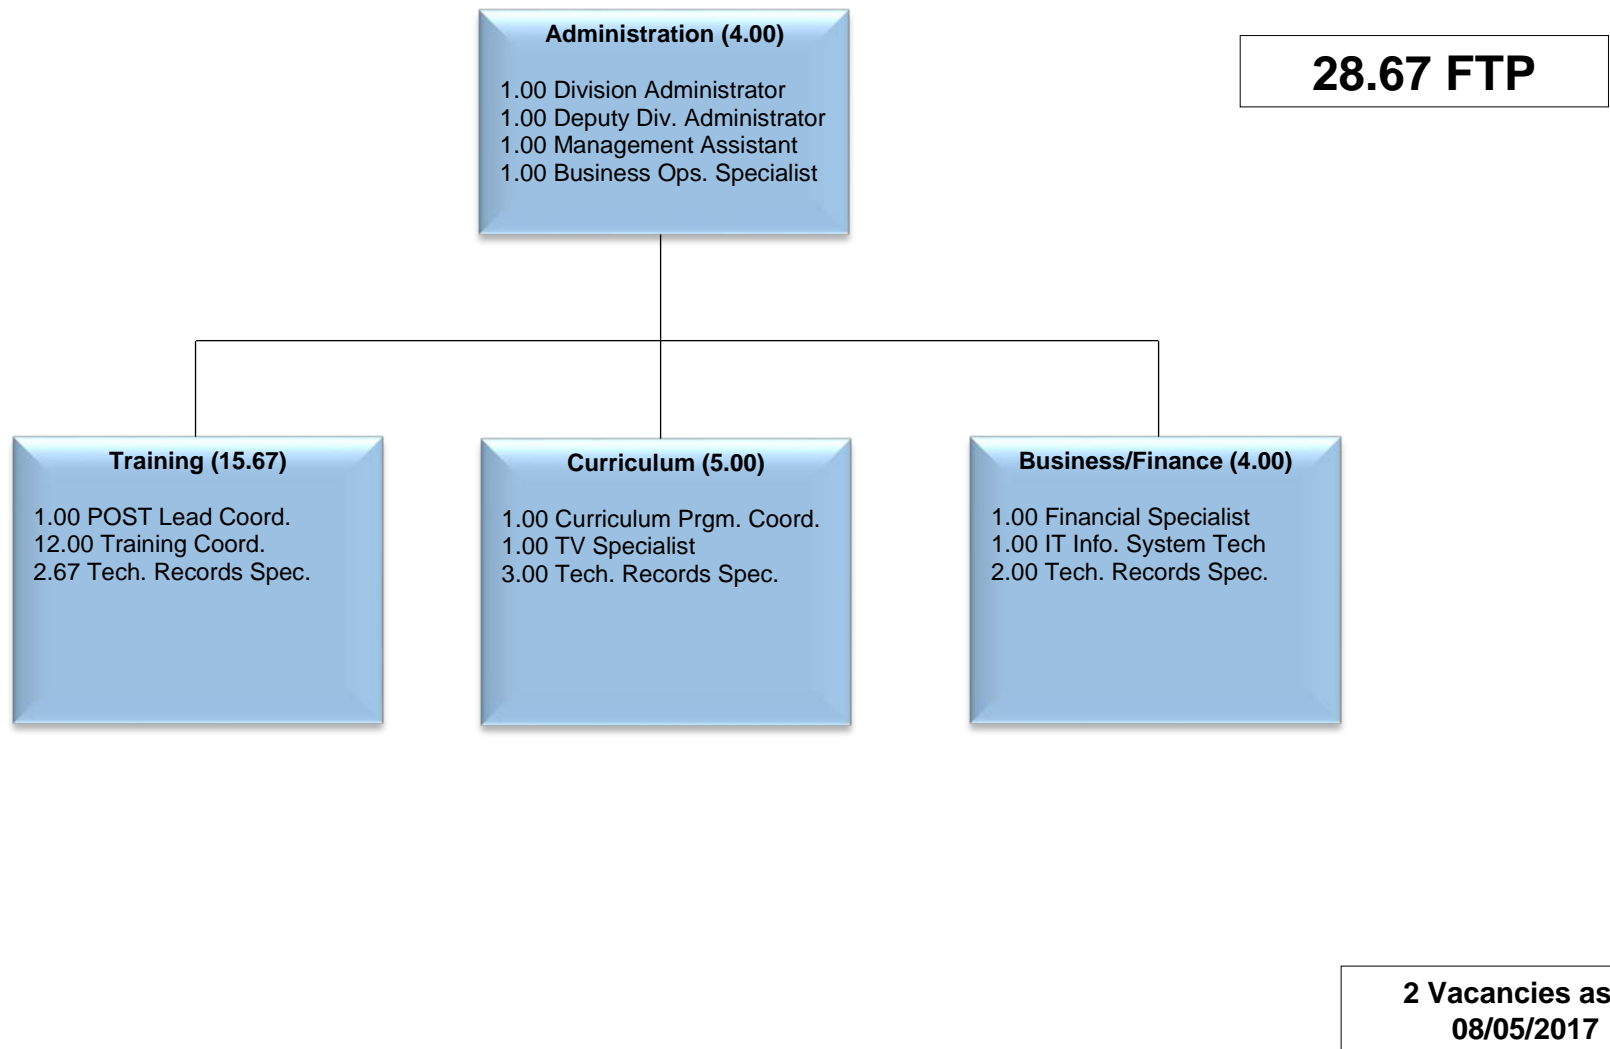 Administration (4.00)
1.00 Division Administrator
1.00 Deputy Div. Administrator
1.00 Management Assistant
1.00 Business Ops. Specialist
28.67 FTP
Training (15.67)
1.00 POST Lead Coord.
12.00 Training Coord.
2.67 Tech. Records Spec.
Curriculum (5.00)
1.00 Curriculum Prgm. Coord.
1.00 TV Specialist
3.00 Tech. Records Spec.
Business/Finance (4.00)
1.00 Financial Specialist
1.00 IT Info. System Tech
2.00 Tech. Records Spec.
2 Vacancies as
08/05/2017